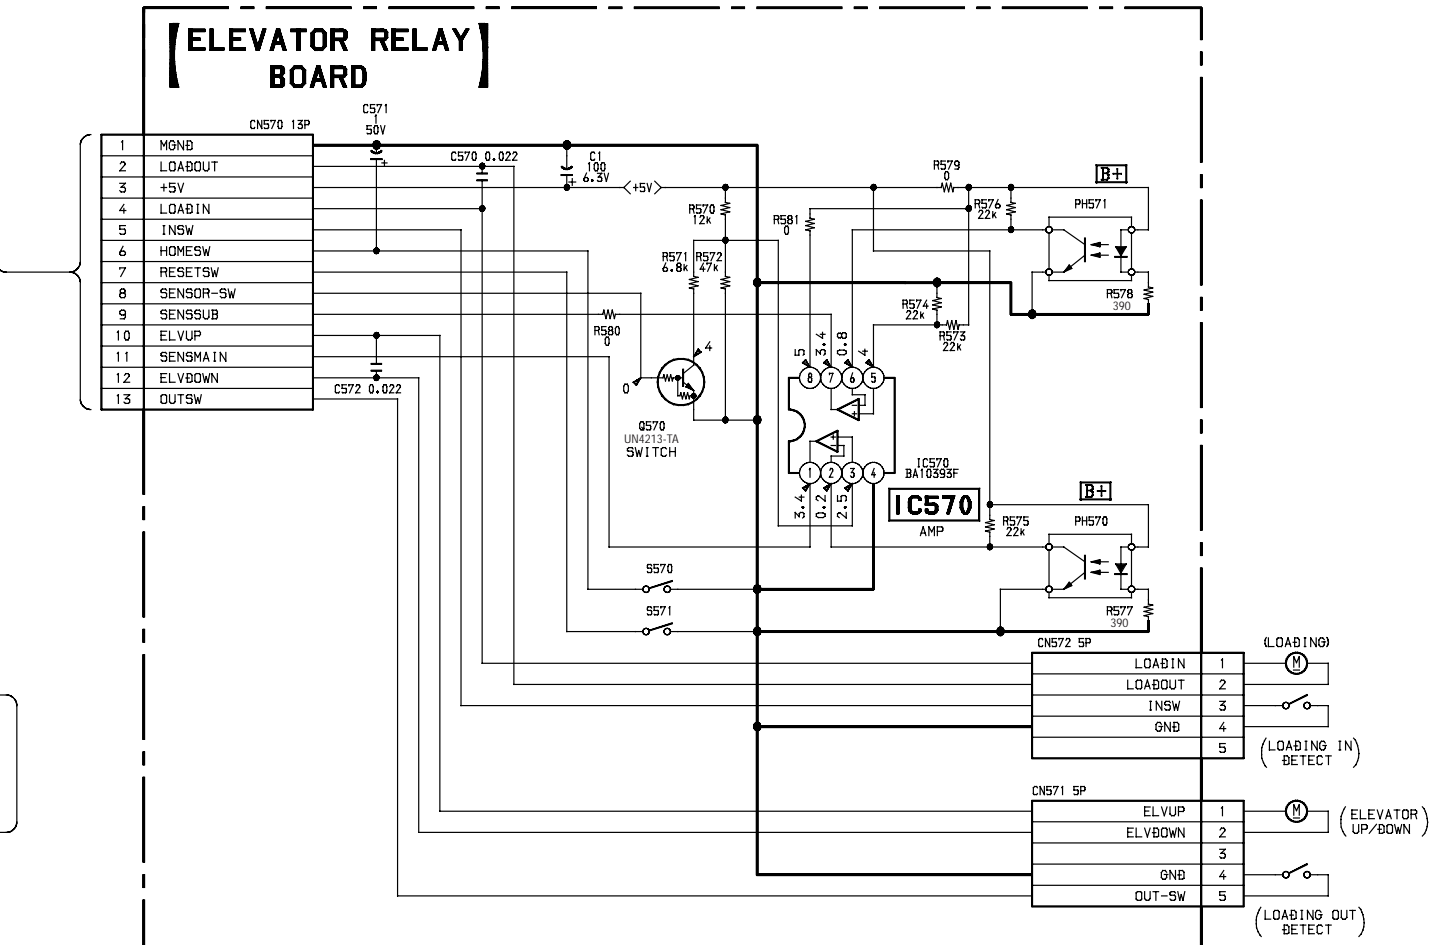 ELEVATOR RELAY
BOARD
C571
1
50V
CN570 13P
1 MGND
2 LOADOUT
3 +5V
4 LOADIN
5 INSW
6 HOMESW
7 RESETSW
8 SENSOR-SW
9 SENSSUB
10 ELVUP
11 SENSMAIN
12 ELVDOWN
13 OUTSW
C570 0.022
C1
100
6.3V
+
+
+5V
R579
0
B+
R570
12k
R581
0
R576
22k
PH571
R571
6.8k
R572
47k
R578
390
R574
22k
R573
22k
R580
0
C572 0.022
4
0
5
3.4
0.8
4
8 7 6 5
Q570
UN4213-TA
SWITCH
1 2 3 4
IC570
BA10393F
3.4
0.2
2.5
IC570
AMP
B+
R575
22k
PH570
S570
S571
R577
390
CN572 5P
(LOADING)
LOADIN 1
M
LOADOUT 2
INSW 3
GND 4
5
(LOADING IN
DETECT)
CN571 5P
ELVUP 1
M
(ELEVATOR
UP/DOWN)
ELVDOWN 2
3
GND 4
OUT-SW 5
(LOADING OUT
DETECT)